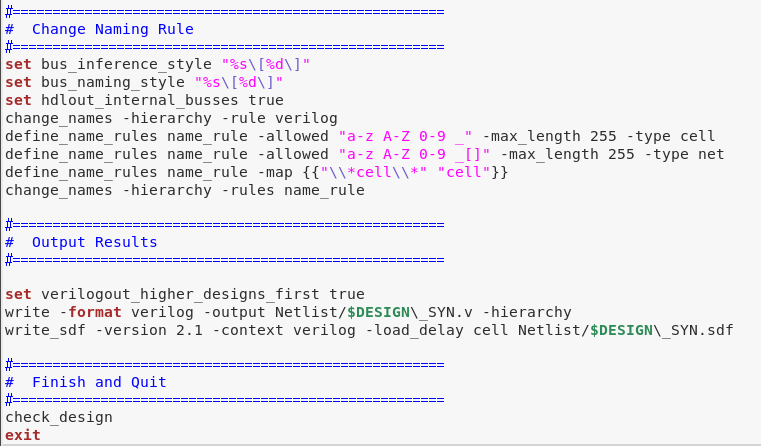 #================================================
#  Change Naming Rule
#================================================
set bus_inference_style "%s\[%d\]"
set bus_naming_style "%s\[%d\]"
set hdlout_internal_busses true
change_names -hierarchy -rule verilog
define_name_rules name_rule -allowed "a-z A-Z 0-9 _" -max_length 255 -type cell
define_name_rules name_rule -allowed "a-z A-Z 0-9 _[]" -max_length 255 -type net
define_name_rules name_rule -map {{"\\*cell\\*" "cell"}}
change_names -hierarchy -rules name_rule
#================================================
#  Output Results
#================================================
set verilogout_higher_designs_first true
write -format verilog -output Netlist/$DESIGN\_SYN.v -hierarchy
write_sdf -version 2.1 -context verilog -load_delay cell Netlist/$DESIGN\_SYN.sdf
#================================================
#  Finish and Quit
#================================================
check_design
exit